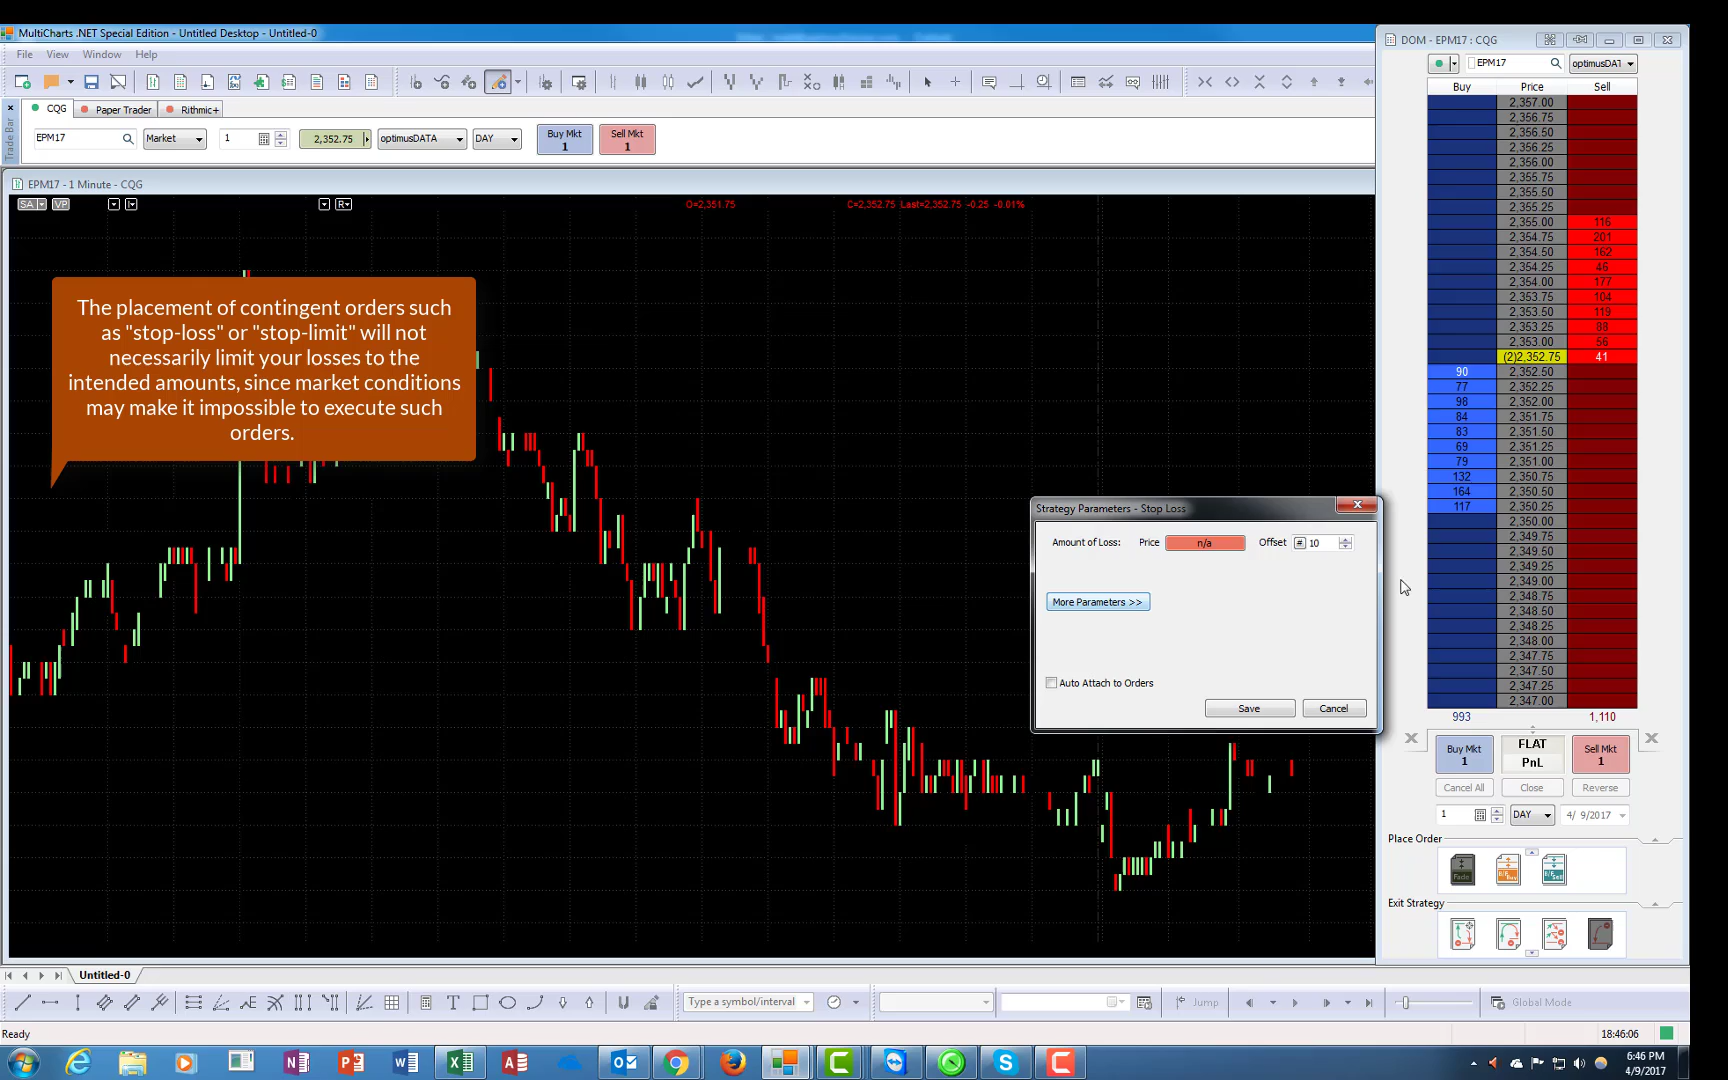 MultiCharts .NET Special Edition - Untitled Desktop - Untitled-0
File View Window Help
CQG Paper Trader Rithmic+
Trade Bar
EPM17 Market 1 2,352.75 optimusDATA DAY Buy Mkt 1 Sell Mkt 1
EPM17 - 1 Minute - CQG
SA VP R O=2,351.75 C=2,352.75 Last=2,352.75 -0.25 -0.01%
The placement of contingent orders such
as "stop-loss" or "stop-limit" will not
necessarily limit your losses to the
intended amounts, since market conditions
may make it impossible to execute such
orders.
Strategy Parameters - Stop Loss
Amount of Loss: Price n/a Offset # 10
More Parameters >>
Auto Attach to Orders
Save Cancel
DOM - EPM17 : CQG
EPM17 optimusDAT
Buy Price Sell
2,357.00
2,356.75
2,356.50
2,356.25
2,356.00
2,355.75
2,355.50
2,355.25
2,355.00 116
2,354.75 201
2,354.50 162
2,354.25 46
2,354.00 177
2,353.75 104
2,353.50 119
2,353.25 88
2,353.00 56
(2)2,352.75 41
90 2,352.50
77 2,352.25
98 2,352.00
84 2,351.75
83 2,351.50
69 2,351.25
79 2,351.00
132 2,350.75
164 2,350.50
117 2,350.25
2,350.00
2,349.75
2,349.50
2,349.25
2,349.00
2,348.75
2,348.50
2,348.25
2,348.00
2,347.75
2,347.50
2,347.25
2,347.00
993 1,110
Buy Mkt 1 FLAT PnL Sell Mkt 1
Cancel All Close Reverse
1 DAY 4/ 9/2017
Place Order
Exit Strategy
Untitled-0
Type a symbol/interval Jump Global Mode
Ready 18:46:06
6:46 PM
4/9/2017